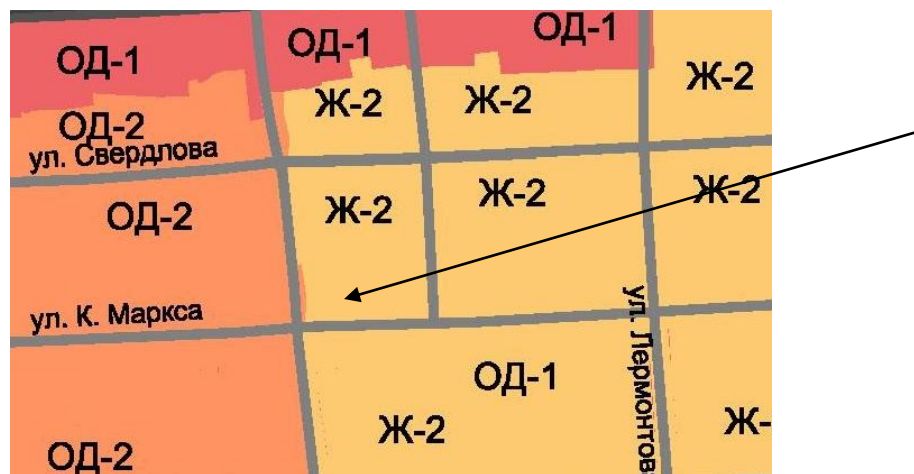 ОД-1
ОД-1
ОД-1
Ж-2
Ж-2
Ж-2
ОД-2
ул. Свердлова
Ж-2
Ж-2
Ж-2
ОД-2
ул. К. Маркса
ул. Лермонтов
ОД-1
Ж-2
Ж-
ОД-2